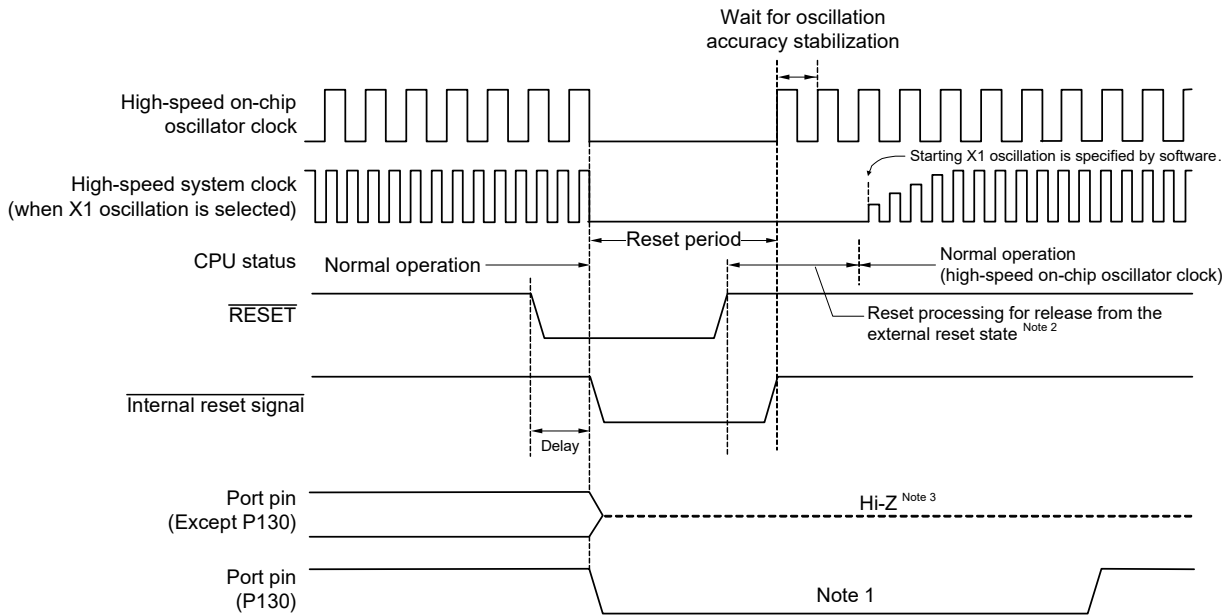 Wait for oscillation
accuracy stabilization
High-speed on-chip
oscillator clock
Starting X1 oscillation is specified by software.
High-speed system clock
(when X1 oscillation is selected)
Reset period
CPU status
Normal operation
Normal operation
(high-speed on-chip oscillator clock)
RESET
Reset processing for release from the
external reset state Note 2
Internal reset signal
Delay
Port pin
(Except P130)
Hi-Z Note 3
Port pin
(P130)
Note 1